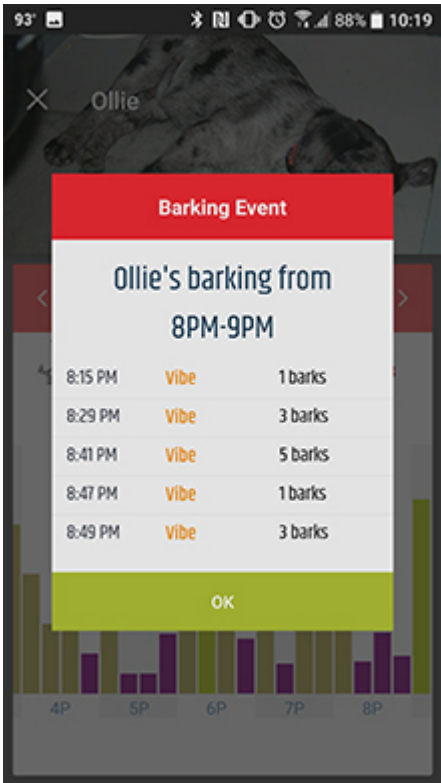 93°
88%
10:19
Ollie
Barking Event
Ollie's barking from
8PM-9PM
8:15 PM Vibe 1 barks
8:29 PM Vibe 3 barks
8:41 PM Vibe 5 barks
8:47 PM Vibe 1 barks
8:49 PM Vibe 3 barks
OK
4P 5P 6P 7P 8P